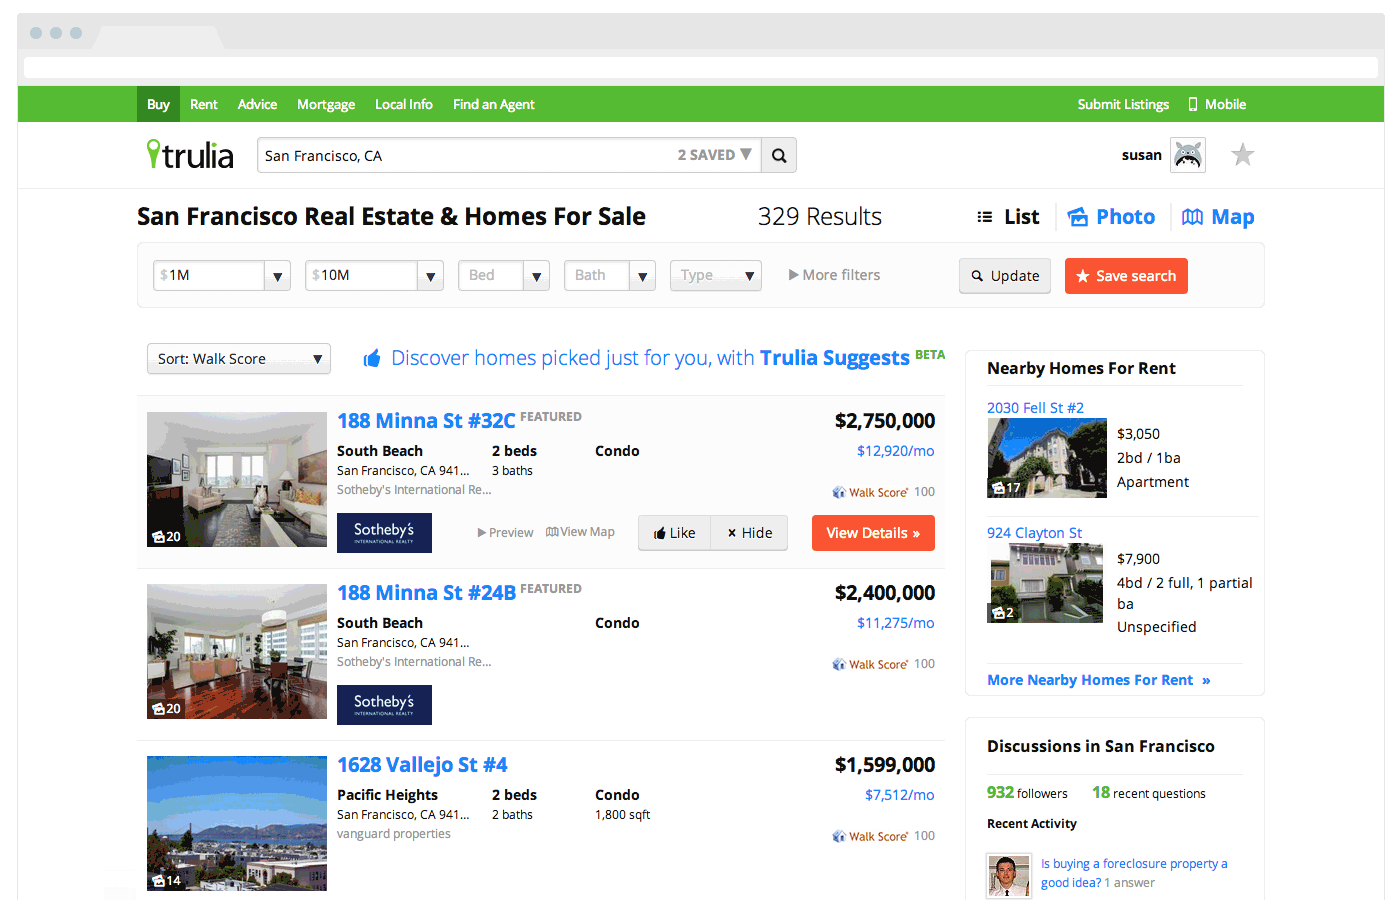 Buy Rent Advice Mortgage Local Info Find an Agent Submit Listings Mobile
trulia San Francisco, CA 2 SAVED susan
San Francisco Real Estate & Homes For Sale 329 Results List Photo Map
$1M $10M Bed Bath Type More filters Update Save search
Sort: Walk Score Discover homes picked just for you, with Trulia Suggests BETA
188 Minna St #32C FEATURED $2,750,000
South Beach 2 beds Condo $12,920/mo
San Francisco, CA 941... 3 baths
Sotheby's International Re... Walk Score® 100
20
Sotheby's
INTERNATIONAL REALTY
Preview View Map Like × Hide View Details »
188 Minna St #24B FEATURED $2,400,000
South Beach Condo $11,275/mo
San Francisco, CA 941...
Sotheby's International Re... Walk Score® 100
20
Sotheby's
INTERNATIONAL REALTY
1628 Vallejo St #4 $1,599,000
Pacific Heights 2 beds Condo $7,512/mo
San Francisco, CA 941... 2 baths 1,800 sqft
vanguard properties Walk Score® 100
14
Nearby Homes For Rent
2030 Fell St #2
$3,050
2bd / 1ba
Apartment
17
924 Clayton St
$7,900
4bd / 2 full, 1 partial
ba
Unspecified
2
More Nearby Homes For Rent »
Discussions in San Francisco
932 followers 18 recent questions
Recent Activity
Is buying a foreclosure property a
good idea? 1 answer